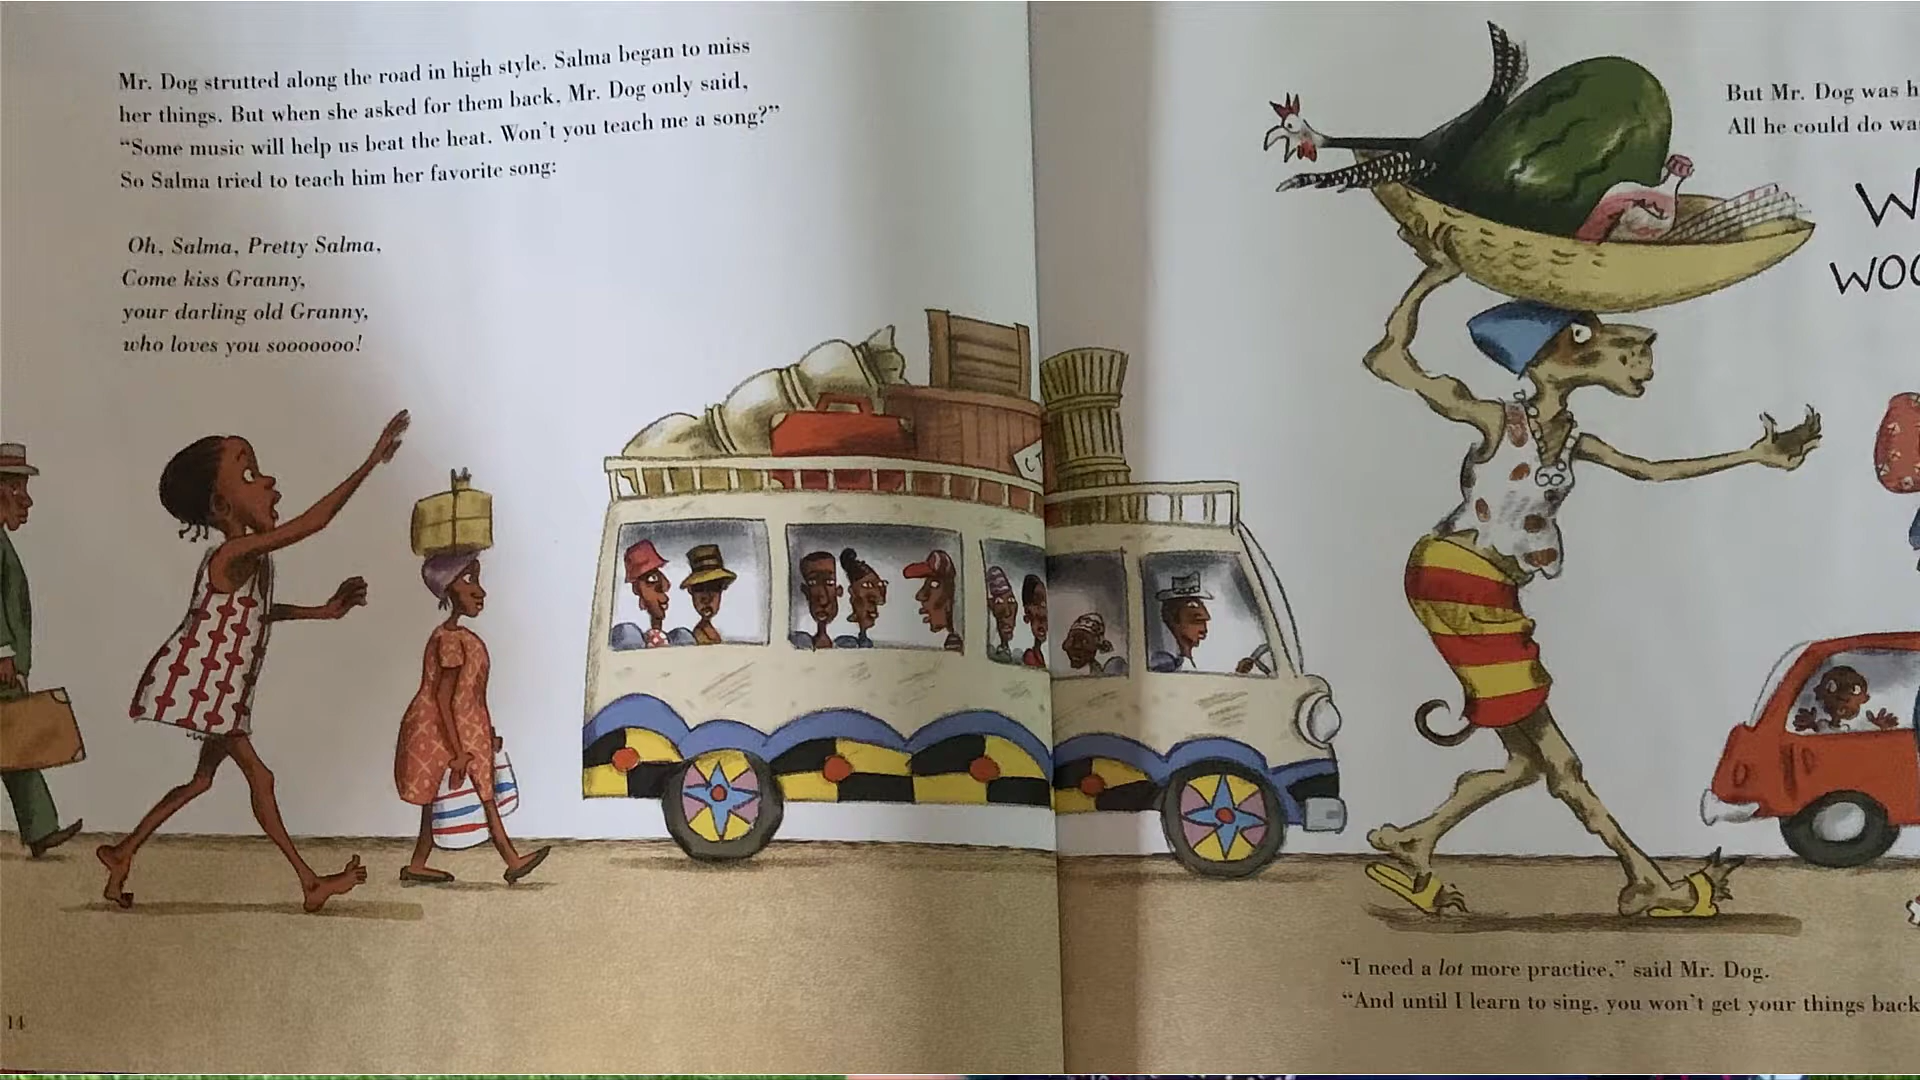 Mr. Dog strutted along the road in high style. Salma began to miss
her things. But when she asked for them back, Mr. Dog only said,
“Some music will help us beat the heat. Won’t you teach me a song?”
So Salma tried to teach him her favorite song:
Oh, Salma, Pretty Salma,
Come kiss Granny,
your darling old Granny,
who loves you sooooooo!
14
But Mr. Dog was
All he could do
“I need a lot more practice,” said Mr. Dog.
“And until I learn to sing, you won’t get your things back